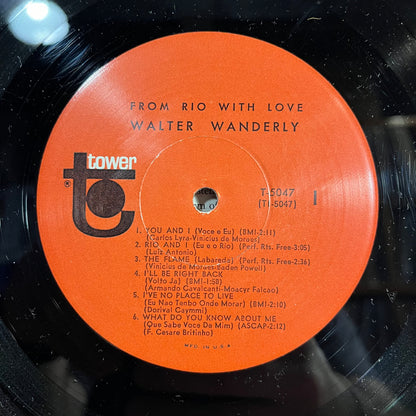 FROM RIO WITH LOVE
WALTER WANDERLY
tower
®
T-5047 1
(T1-5047)
1. YOU AND I (Voce e Eu) (BMI-2:11)
(Carlos Lyra-Vinicius de Moraes)
2. RIO AND I (Eu e o Rio) (Perf. Rts. Free-3:05)
(Luiz Antonio)
3. THE FLAME (Labareda) (Perf. Rts. Free-2:36)
(Vinicius de Moraes-Baden Powell)
4. I'LL BE RIGHT BACK
(Volto Ja) (BMI-1:58)
(Armando Cavalcanti-Moacyr Falcao)
5. I'VE NO PLACE TO LIVE
(Eu Nao Tenho Onde Morar) (BMI-2:10)
(Dorival Caymmi)
6. WHAT DO YOU KNOW ABOUT ME
(Que Sabe Voce De Mim) (ASCAP-2:12)
(F. Cesare Britinho)
MFD. IN U.S.A.